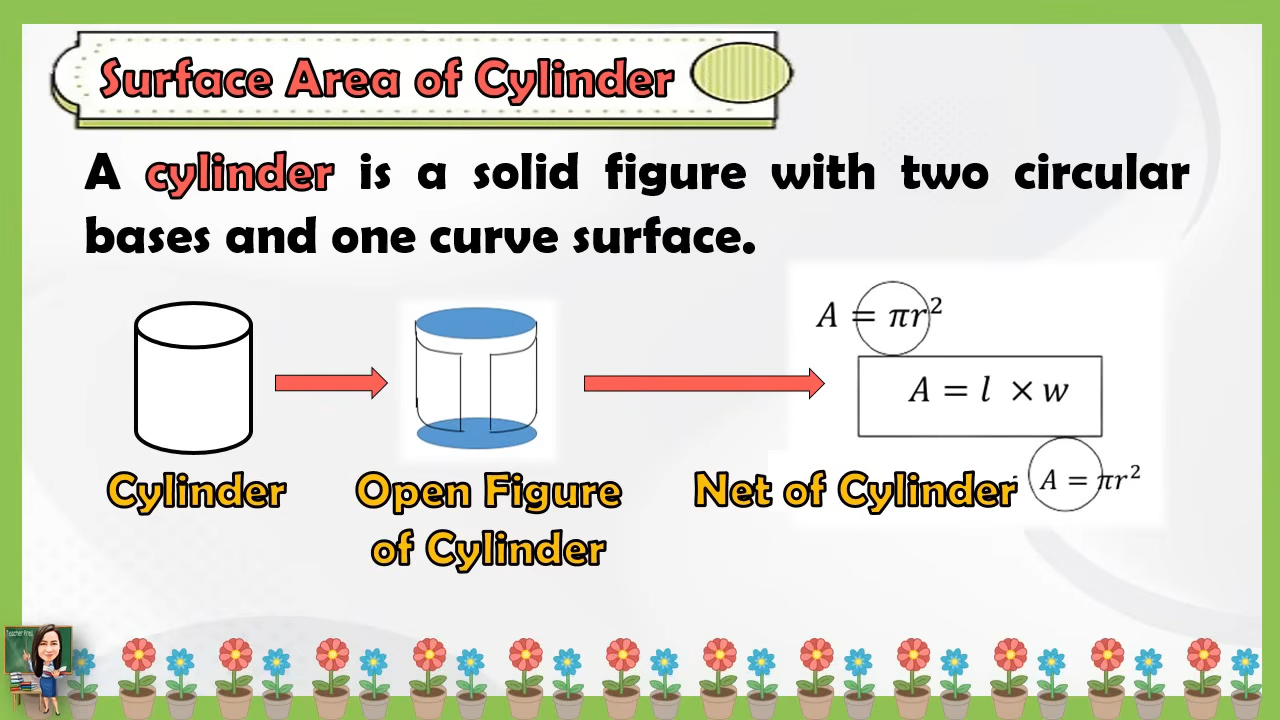 Surface Area of Cylinder
A cylinder is a solid figure with two circular
bases and one curve surface.
A = πr²
A = l × w
A = πr²
Cylinder
Open Figure
of Cylinder
Net of Cylinder